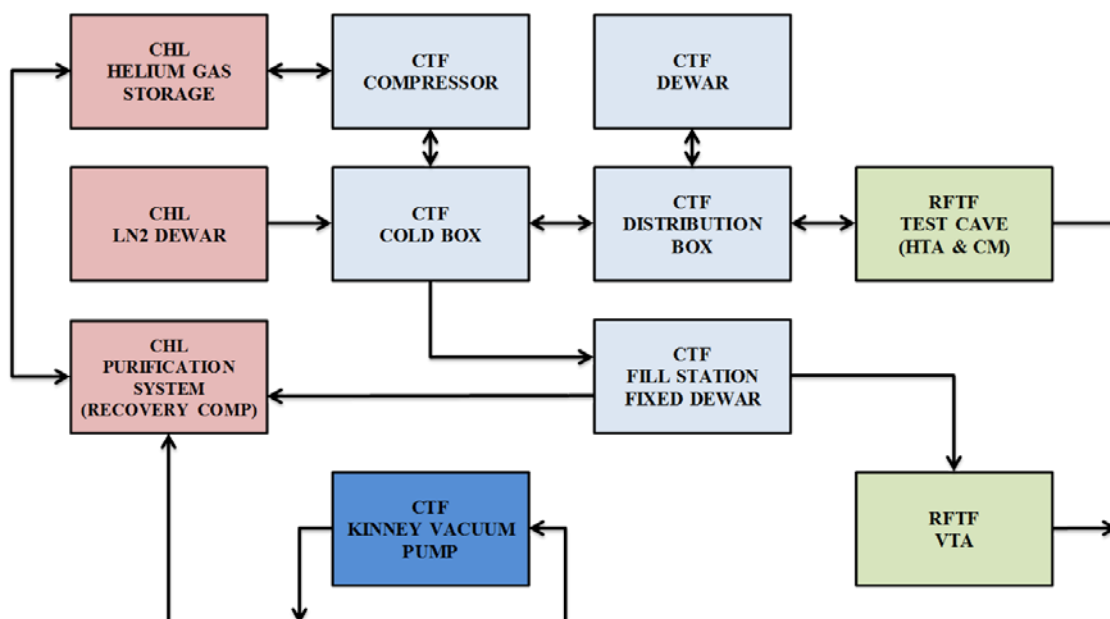 CHL
HELIUM GAS
STORAGE
CTF
COMPRESSOR
CTF
DEWAR
CHL
LN2 DEWAR
CTF
COLD BOX
CTF
DISTRIBUTION
BOX
RFTF
TEST CAVE
(HTA & CM)
CHL
PURIFICATION
SYSTEM
(RECOVERY COMP)
CTF
FILL STATION
FIXED DEWAR
CTF
KINNEY VACUUM
PUMP
RFTF
VTA